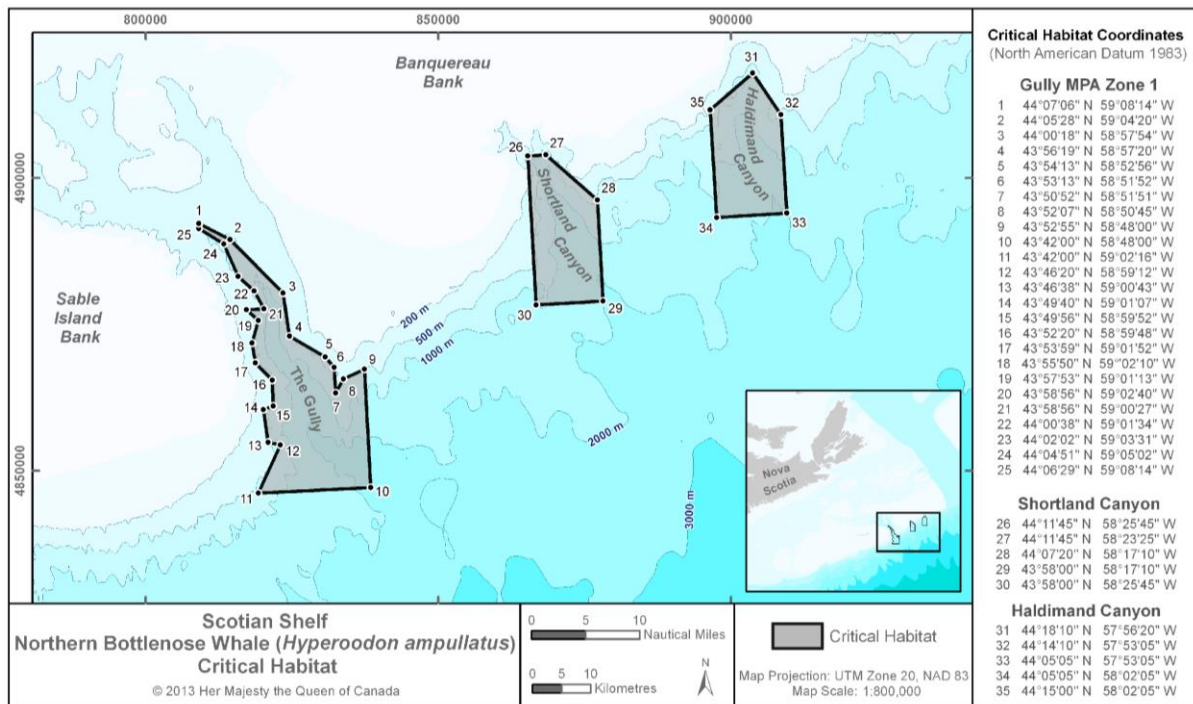 800000
850000
900000
4900000
4850000
Banquereau
Bank
Sable
Island
Bank
The Gully
Shortland
Canyon
Haldimand
Canyon
1
2
3
4
5
6
7
8
9
10
11
12
13
14
15
16
17
18
19
20
21
22
23
24
25
26
27
28
29
30
31
32
33
34
35
200 m
500 m
1000 m
2000 m
3000 m
Nova
Scotia
Critical Habitat Coordinates
(North American Datum 1983)
Gully MPA Zone 1
1 44°07'06" N 59°08'14" W
2 44°05'28" N 59°04'20" W
3 44°00'18" N 58°57'54" W
4 43°56'19" N 58°57'20" W
5 43°54'13" N 58°52'56" W
6 43°53'13" N 58°51'52" W
7 43°50'52" N 58°51'51" W
8 43°52'07" N 58°50'45" W
9 43°52'55" N 58°48'00" W
10 43°42'00" N 58°48'00" W
11 43°42'00" N 59°02'16" W
12 43°46'20" N 58°59'12" W
13 43°46'38" N 59°00'43" W
14 43°49'40" N 59°01'07" W
15 43°49'56" N 58°59'52" W
16 43°52'20" N 58°59'48" W
17 43°53'59" N 59°01'52" W
18 43°55'50" N 59°02'10" W
19 43°57'53" N 59°01'13" W
20 43°58'56" N 59°02'40" W
21 43°58'56" N 59°00'27" W
22 44°00'38" N 59°01'34" W
23 44°02'02" N 59°03'31" W
24 44°04'51" N 59°05'02" W
25 44°06'29" N 59°08'14" W
Shortland Canyon
26 44°11'45" N 58°25'45" W
27 44°11'45" N 58°23'25" W
28 44°07'20" N 58°17'10" W
29 43°58'00" N 58°17'10" W
30 43°58'00" N 58°25'45" W
Haldimand Canyon
31 44°18'10" N 57°56'20" W
32 44°14'10" N 57°53'05" W
33 44°05'05" N 57°53'05" W
34 44°05'05" N 58°02'05" W
35 44°15'00" N 58°02'05" W
Scotian Shelf
Northern Bottlenose Whale (Hyperoodon ampullatus)
Critical Habitat
© 2013 Her Majesty the Queen of Canada
0 5 10
Nautical Miles
0 5 10
Kilometres
N
Critical Habitat
Map Projection: UTM Zone 20, NAD 83
Map Scale: 1:800,000